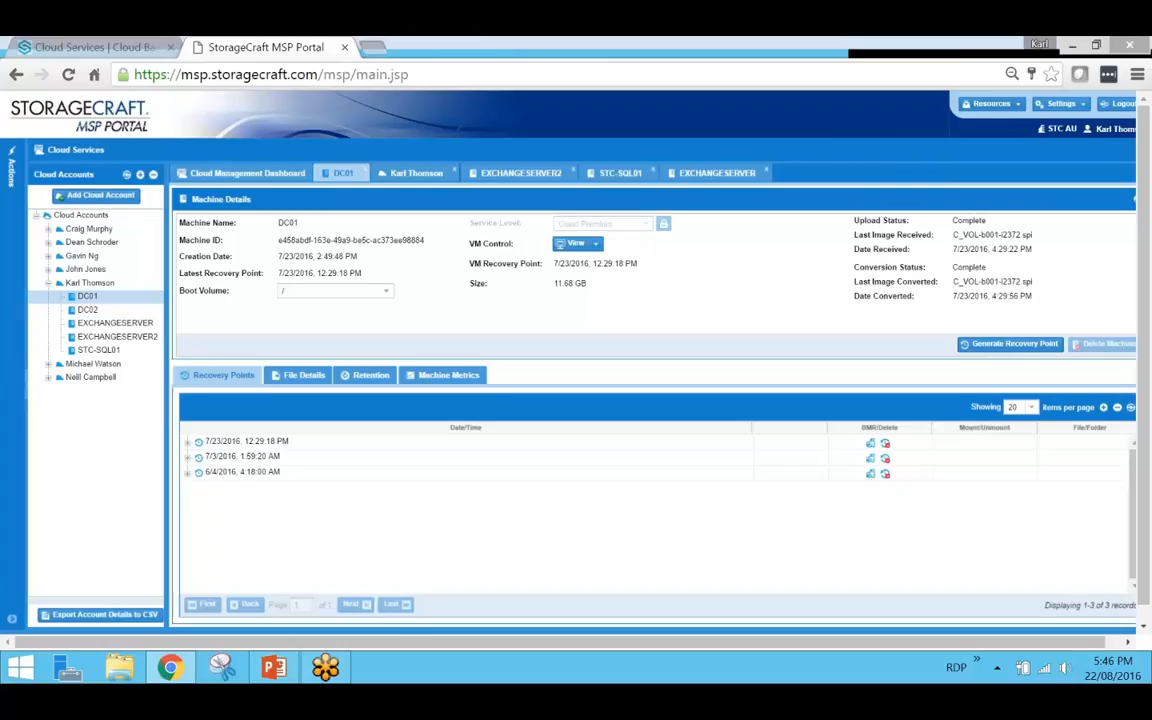 Cloud Services | Cloud Ba
StorageCraft MSP Portal
Karl
https://msp.storagecraft.com/msp/main.jsp
STORAGECRAFT.
MSP PORTAL
Resources
Settings
Logout
STC AU
Karl Thom
Cloud Services
Actions
Cloud Accounts
Add Cloud Account
Cloud Accounts
Craig Murphy
Dean Schroder
Gavin Ng
John Jones
Karl Thomson
DC01
DC02
EXCHANGESERVER
EXCHANGESERVER2
STC-SQL01
Michael Watson
Neill Campbell
Export Account Details to CSV
Cloud Management Dashboard
DC01
Karl Thomson
EXCHANGESERVER2
STC-SQL01
EXCHANGESERVER
Machine Details
Machine Name: DC01
Machine ID: e458abdf-163e-49a9-be5c-ac373ee98884
Creation Date: 7/23/2016, 2:49:48 PM
Latest Recovery Point: 7/23/2016, 12:29:18 PM
Boot Volume: /
Service Level: Cloud Premium
VM Control: View
VM Recovery Point: 7/23/2016, 12:29:18 PM
Size: 11.68 GB
Upload Status: Complete
Last Image Received: C_VOL-b001-i2372.spi
Date Received: 7/23/2016, 4:29:22 PM
Conversion Status: Complete
Last Image Converted: C_VOL-b001-i2372.spi
Date Converted: 7/23/2016, 4:29:56 PM
Generate Recovery Point
Delete Machine
Recovery Points
File Details
Retention
Machine Metrics
Showing 20 items per page
Date/Time
DMR/Delete
Mount/Unmount
File/Folder
7/23/2016, 12:29:18 PM
7/3/2016, 1:59:20 AM
6/4/2016, 4:18:00 AM
First
Back
Page 1 of 1
Next
Last
Displaying 1-3 of 3 record
RDP
5:46 PM
22/08/2016